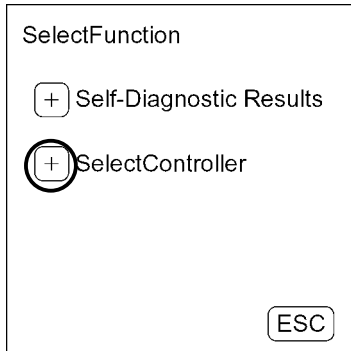 SelectFunction
+ Self-Diagnostic Results
+ SelectController
ESC